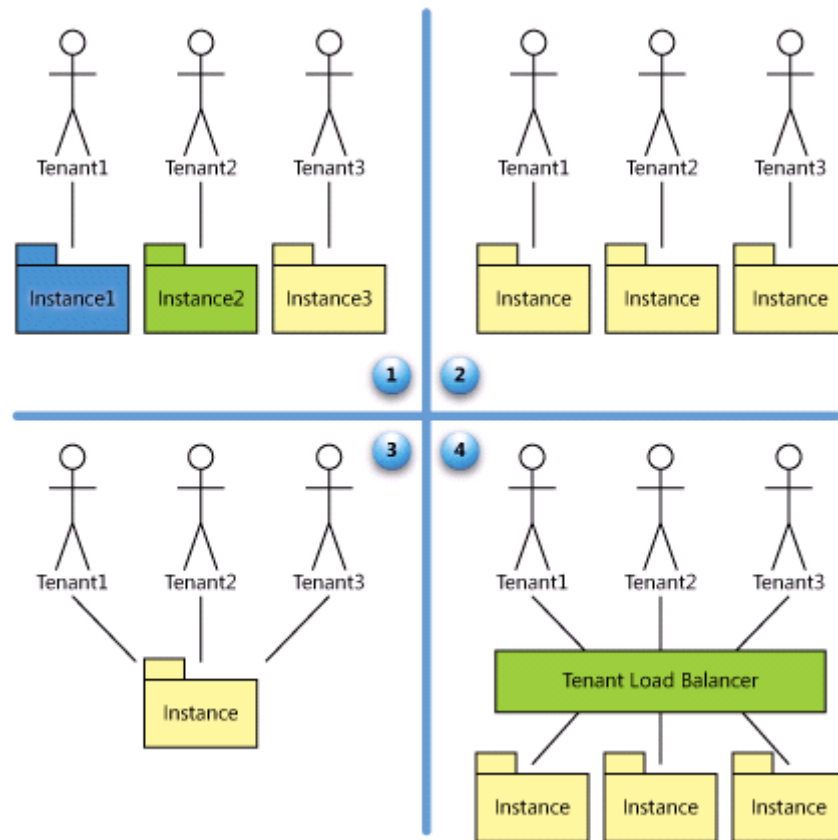 Tenant1 Tenant2 Tenant3
Instance1 Instance2 Instance3
1
Tenant1 Tenant2 Tenant3
Instance Instance Instance
2
3
Tenant1 Tenant2 Tenant3
Instance
4
Tenant1 Tenant2 Tenant3
Tenant Load Balancer
Instance Instance Instance